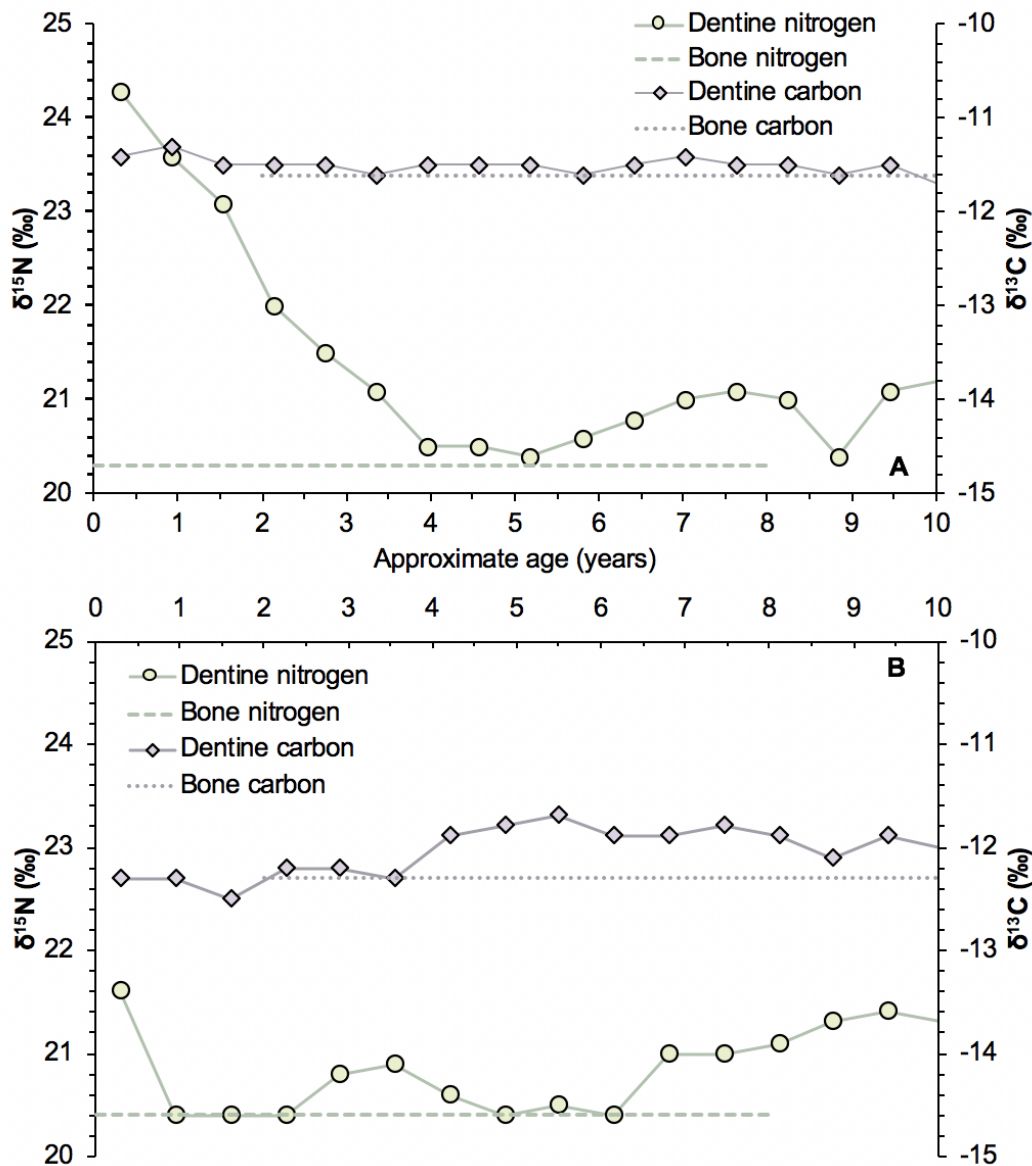 25
24
23
22
21
20
δ¹⁵N (‰)
Dentine nitrogen
Bone nitrogen
Dentine carbon
Bone carbon
-10
-11
-12
-13
-14
-15
δ¹³C (‰)
A
0 1 2 3 4 5 6 7 8 9 10
Approximate age (years)
0 1 2 3 4 5 6 7 8 9 10
25
24
23
22
21
20
δ¹⁵N (‰)
Dentine nitrogen
Bone nitrogen
Dentine carbon
Bone carbon
B
-10
-11
-12
-13
-14
-15
δ¹³C (‰)